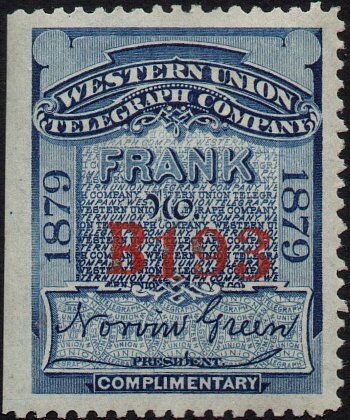 WESTERN UNION
TELEGRAPH COMPANY
FRANK
No.
B193
1879
1879
Norvin Green
PRESIDENT
COMPLIMENTARY